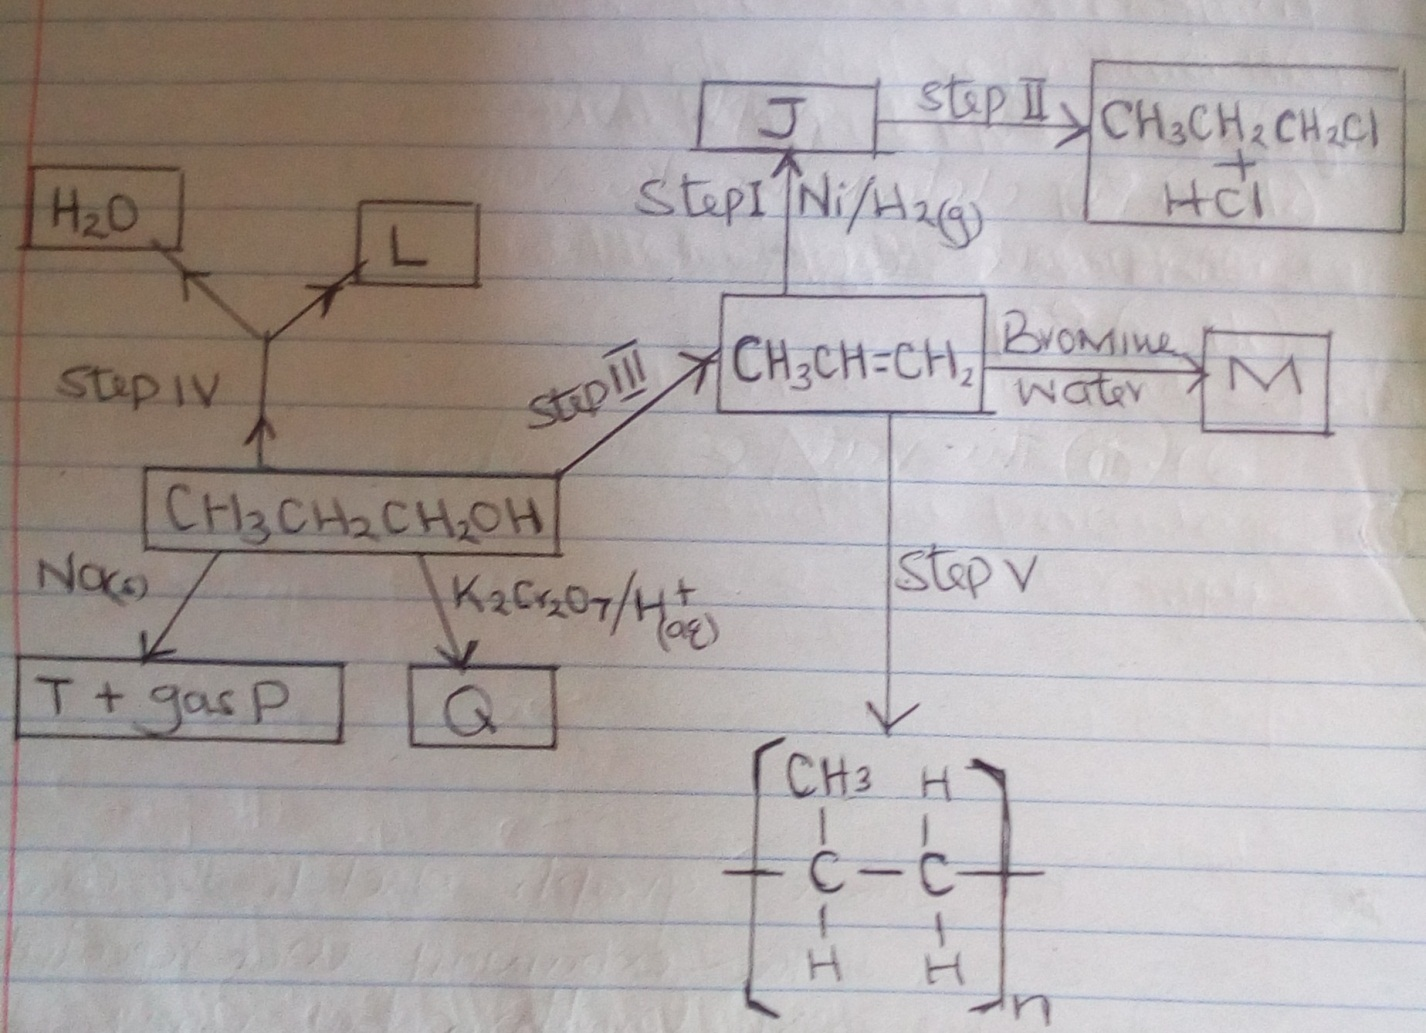 J
Step II
CH3CH2CH2Cl
+
HCl
H2O
L
Step I
Ni/H2(g)
Step IV
Step III
CH3CH=CH2
Bromine
Water
M
CH3CH2CH2OH
Na(s)
K2Cr2O7/H+(aq)
Step V
T + gas P
Q
CH3 H
C-C
H H
n